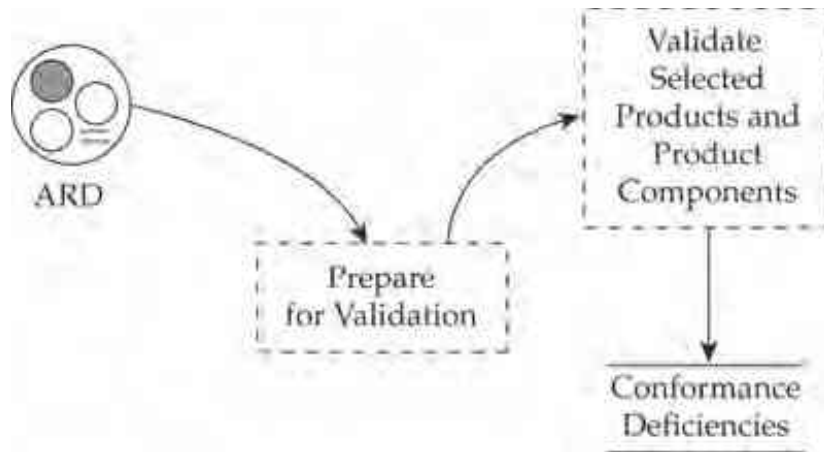 ARD
Prepare
for Validation
Validate
Selected
Products and
Product
Components
Conformance
Deficiencies